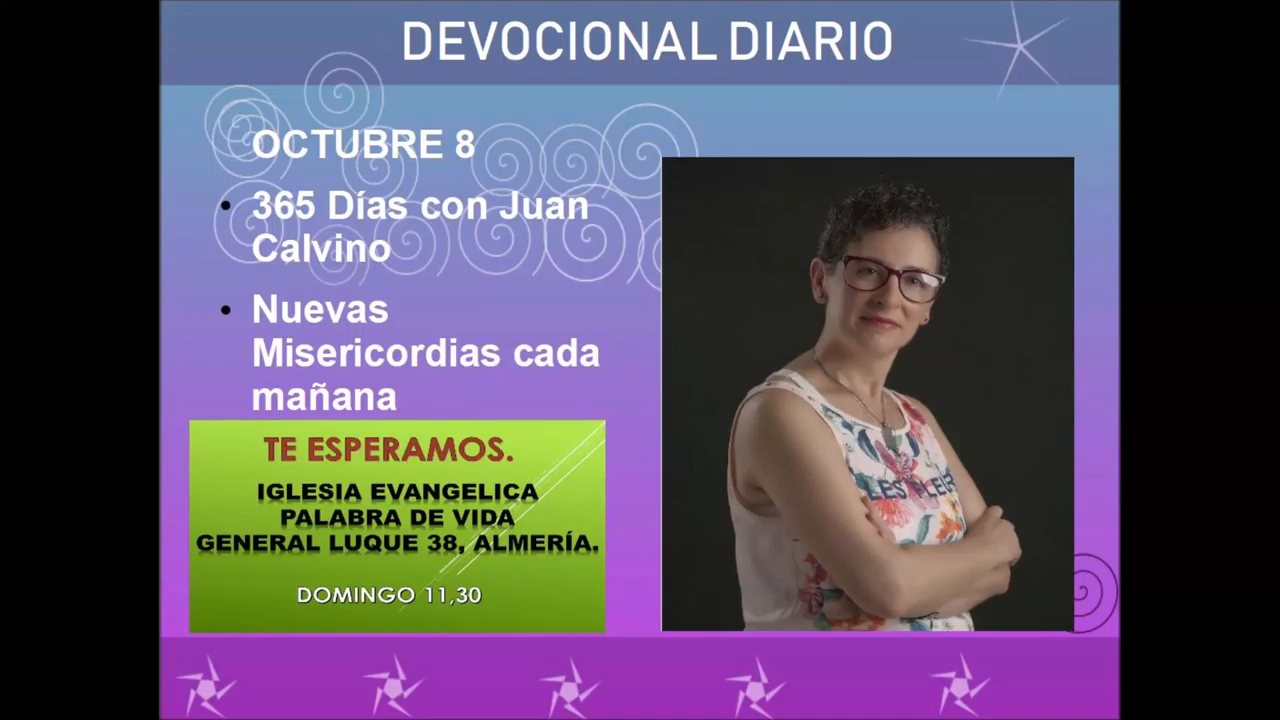 DEVOCIONAL DIARIO
OCTUBRE 8
• 365 Días con Juan
Calvino
• Nuevas
Misericordias cada
mañana
TE ESPERAMOS.
IGLESIA EVANGELICA
PALABRA DE VIDA
GENERAL LUQUE 38, ALMERÍA.
DOMINGO 11,30